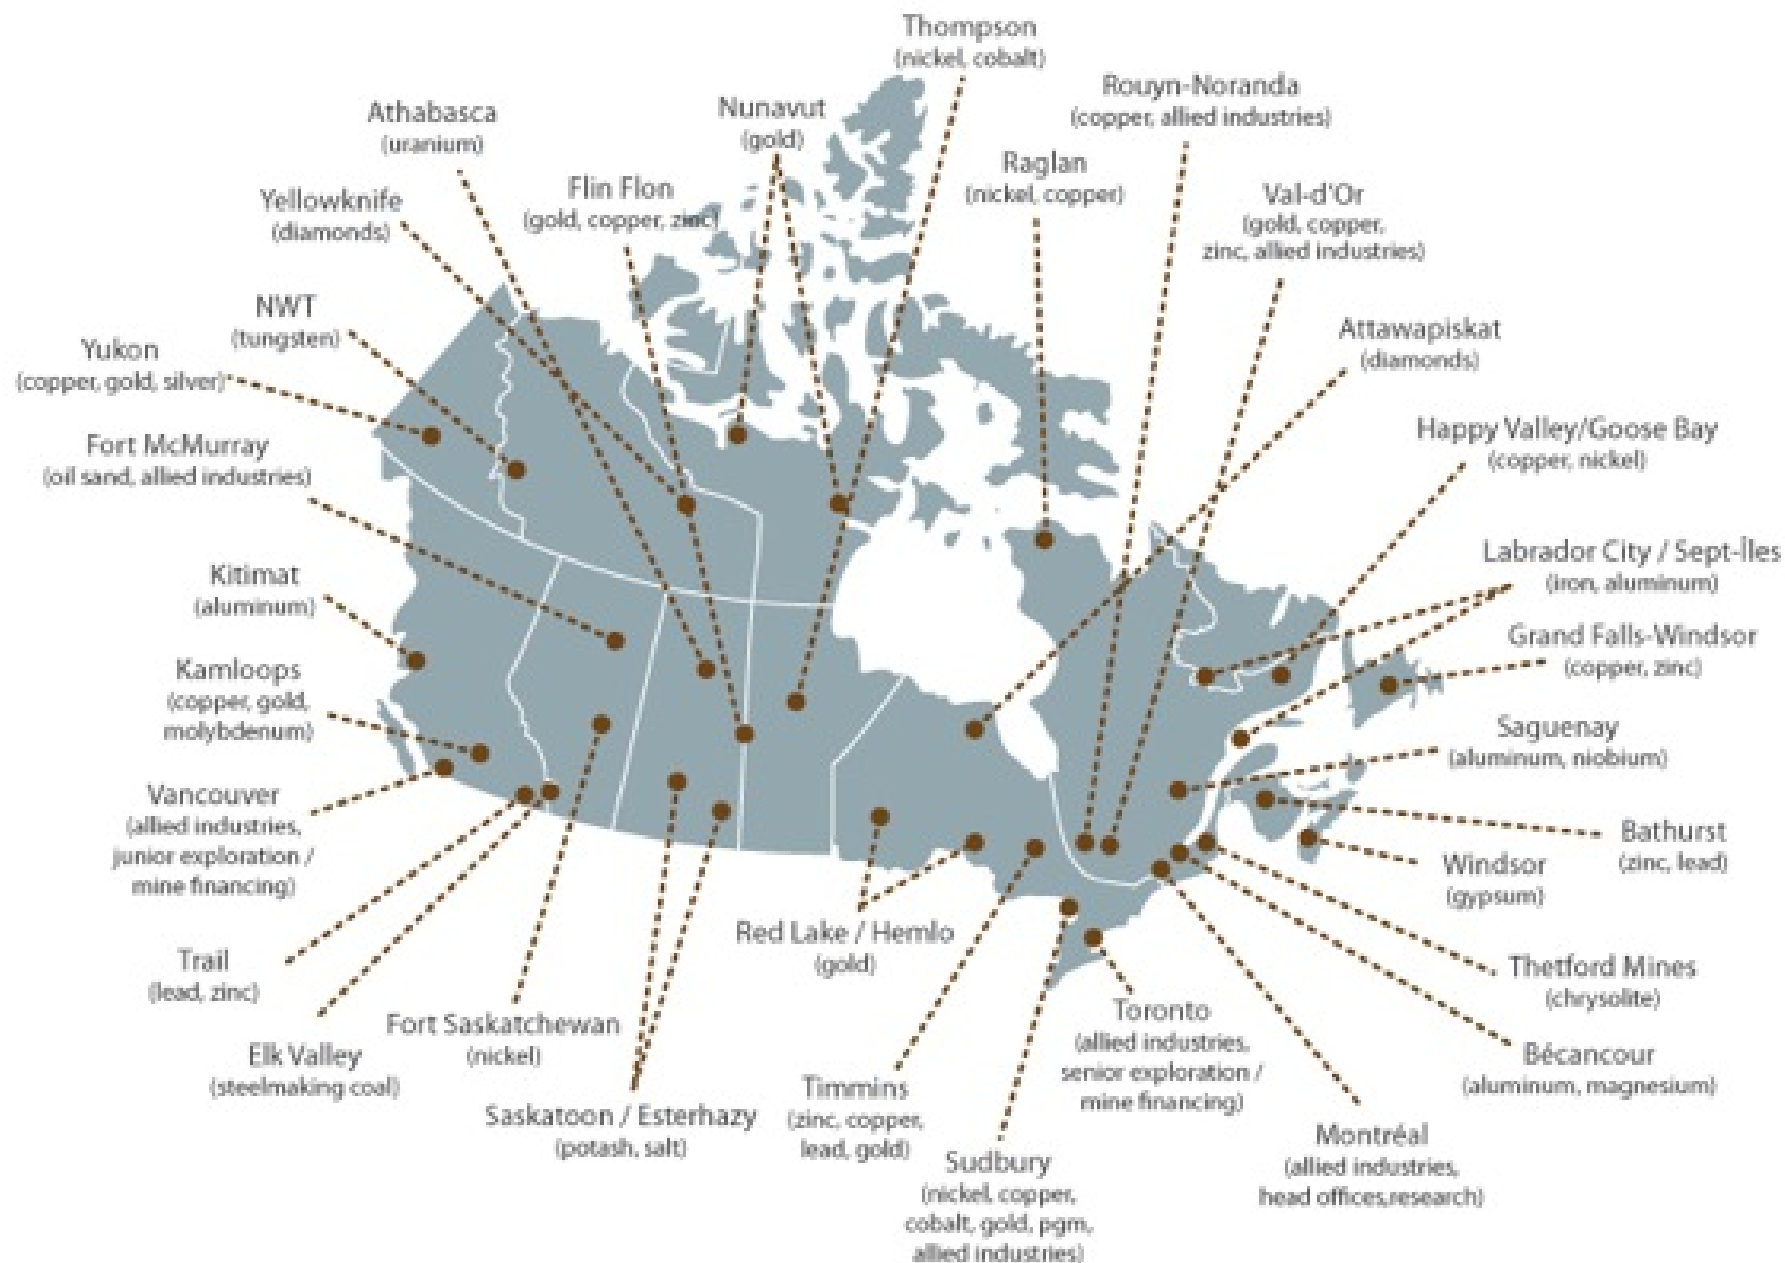 Thompson
(nickel, cobalt)
Rouyn-Noranda
(copper, allied industries)
Athabasca
(uranium)
Nunavut
(gold)
Raglan
(nickel, copper)
Flin Flon
(gold, copper, zinc)
Yellowknife
(diamonds)
Val-d'Or
(gold, copper,
zinc, allied industries)
NWT
(tungsten)
Yukon
(copper, gold, silver)
Attawapiskat
(diamonds)
Fort McMurray
(oil sand, allied industries)
Happy Valley/Goose Bay
(copper, nickel)
Labrador City / Sept-Îles
(iron, aluminum)
Kitimat
(aluminum)
Grand Falls-Windsor
(copper, zinc)
Kamloops
(copper, gold,
molybdenum)
Saguenay
(aluminum, niobium)
Vancouver
(allied industries,
junior exploration /
mine financing)
Bathurst
(zinc, lead)
Windsor
(gypsum)
Trail
(lead, zinc)
Red Lake / Hemlo
(gold)
Thetford Mines
(chrysolite)
Elk Valley
(steelmaking coal)
Fort Saskatchewan
(nickel)
Toronto
(allied industries,
senior exploration /
mine financing)
Bécancour
(aluminum, magnesium)
Saskatoon / Esterhazy
(potash, salt)
Timmins
(zinc, copper,
lead, gold)
Montréal
(allied industries,
head offices,research)
Sudbury
(nickel, copper,
cobalt, gold, pgm,
allied industries)